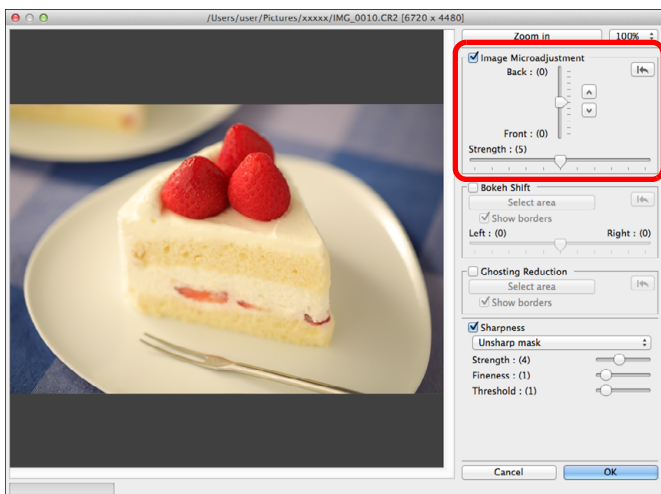 /Users/user/Pictures/xxxxx/IMG_0010.CR2 [6720 x 4480]
Zoom in 100%
Image Microadjustment
Back : (0)
Front : (0)
Strength : (5)
Bokeh Shift
Select area
Show borders
Left : (0) Right : (0)
Ghosting Reduction
Select area
Show borders
Sharpness
Unsharp mask
Strength : (4)
Fineness : (1)
Threshold : (1)
Cancel OK